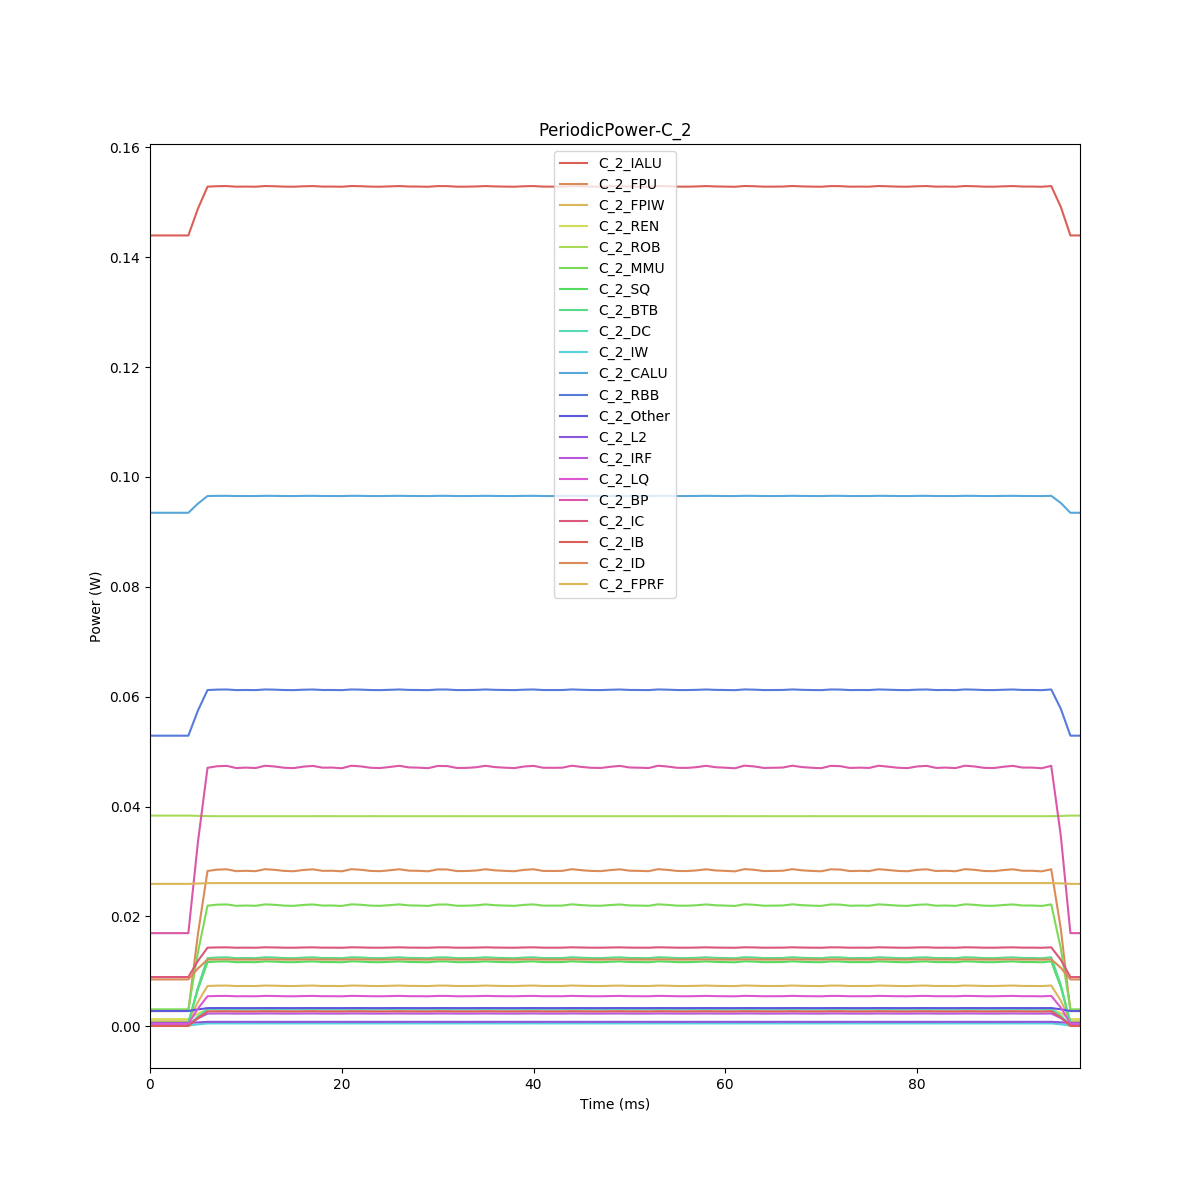 PeriodicPower-C_2
0.16
0.14
0.12
0.10
0.08
0.06
0.04
0.02
0.00
Power (W)
C_2_IALU
C_2_FPU
C_2_FPIW
C_2_REN
C_2_ROB
C_2_MMU
C_2_SQ
C_2_BTB
C_2_DC
C_2_IW
C_2_CALU
C_2_RBB
C_2_Other
C_2_L2
C_2_IRF
C_2_LQ
C_2_BP
C_2_IC
C_2_IB
C_2_ID
C_2_FPRF
0 20 40 60 80
Time (ms)